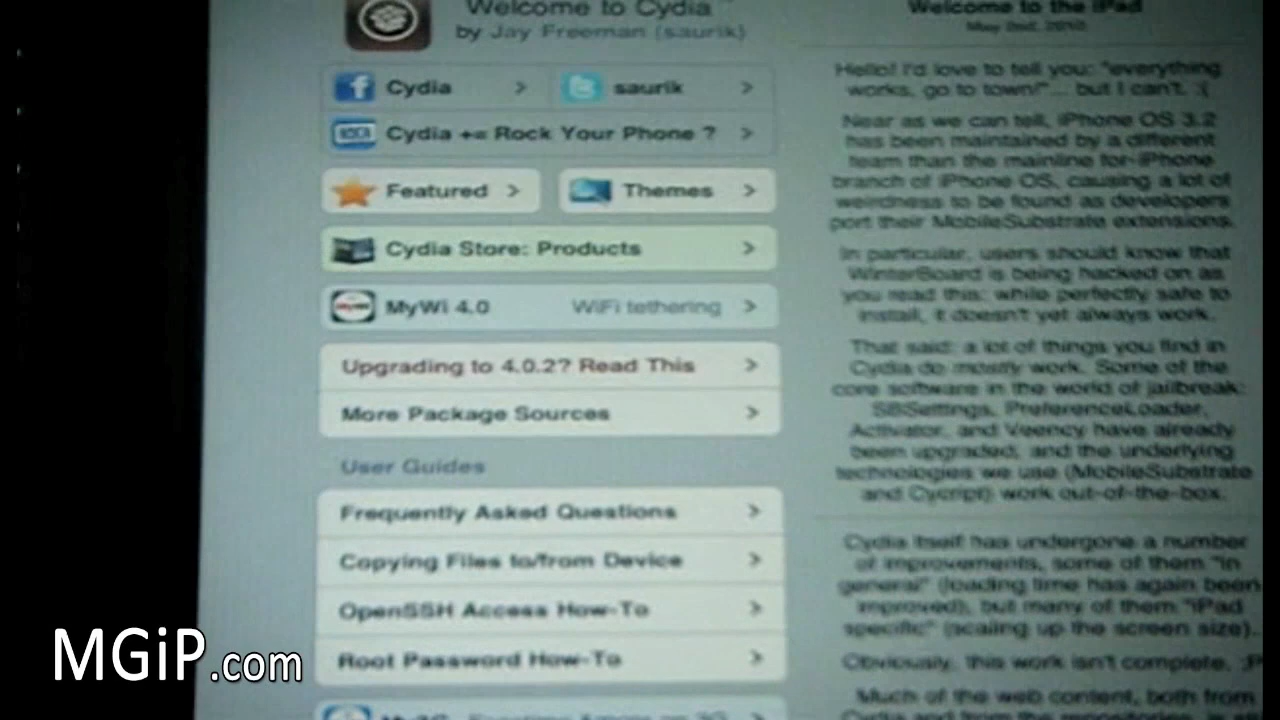 Welcome to Cydia™
by Jay Freeman (saurik)
Cydia
saurik
Cydia += Rock Your Phone ?
Featured
Themes
Cydia Store: Products
MyWi 4.0
WiFi tethering
Upgrading to 4.0.2? Read This
More Package Sources
User Guides
Frequently Asked Questions
Copying Files to/from Device
OpenSSH Access How-To
Root Password How-To
Welcome to the iPad
May 2nd, 2010
Hello! I'd love to tell you: "everything
works, go to town!"... but I can't. :(
Near as we can tell, iPhone OS 3.2
has been maintained by a different
team than the mainline for-iPhone
branch of iPhone OS, causing a lot of
weirdness to be found as developers
port their MobileSubstrate extensions.
In particular, users should know that
WinterBoard is being hacked on as
you read this: while perfectly safe to
install, it doesn't yet always work.
That said: a lot of things you find in
Cydia do mostly work. Some of the
core software in the world of jailbreak:
SBSettings, PreferenceLoader,
Activator, and Veency have already
been upgraded, and the underlying
technologies we use (MobileSubstrate
and Cycript) work out-of-the-box.
Cydia itself has undergone a number
of improvements, some of them "in
general" (loading time has again been
improved), but many of them "iPad
specific" (scaling up the screen size).
Obviously, this work isn't complete. ;P
Much of the web content, both from
MGiP.com